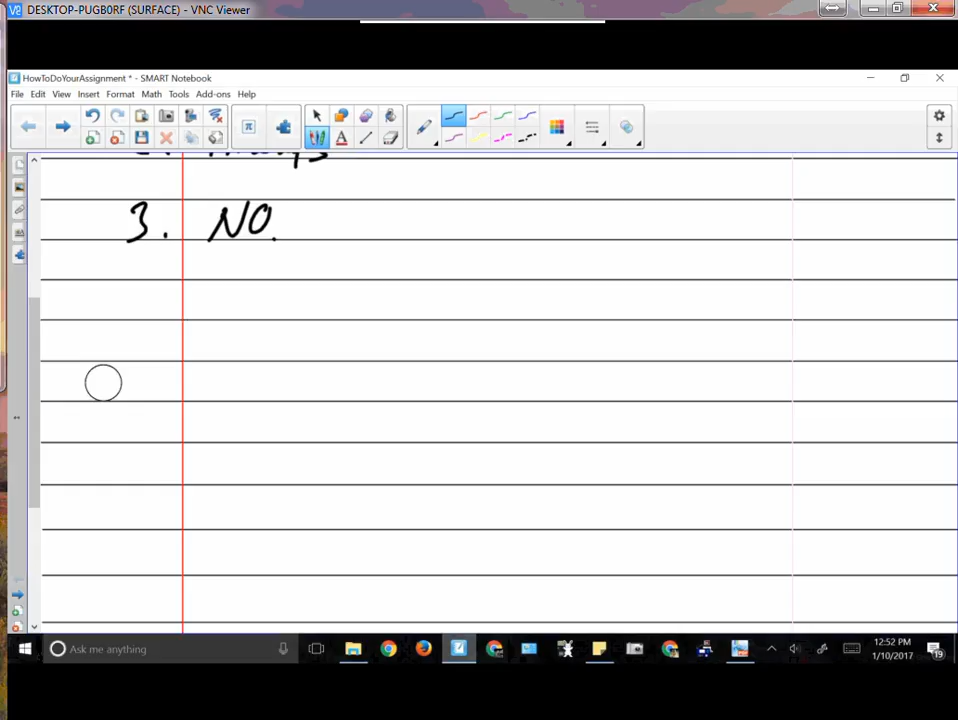 DESKTOP-PUGB0RF (SURFACE) - VNC Viewer
HowToDoYourAssignment * - SMART Notebook
File Edit View Insert Format Math Tools Add-ons Help
3. NO.
Ask me anything
12:52 PM
1/10/2017
19